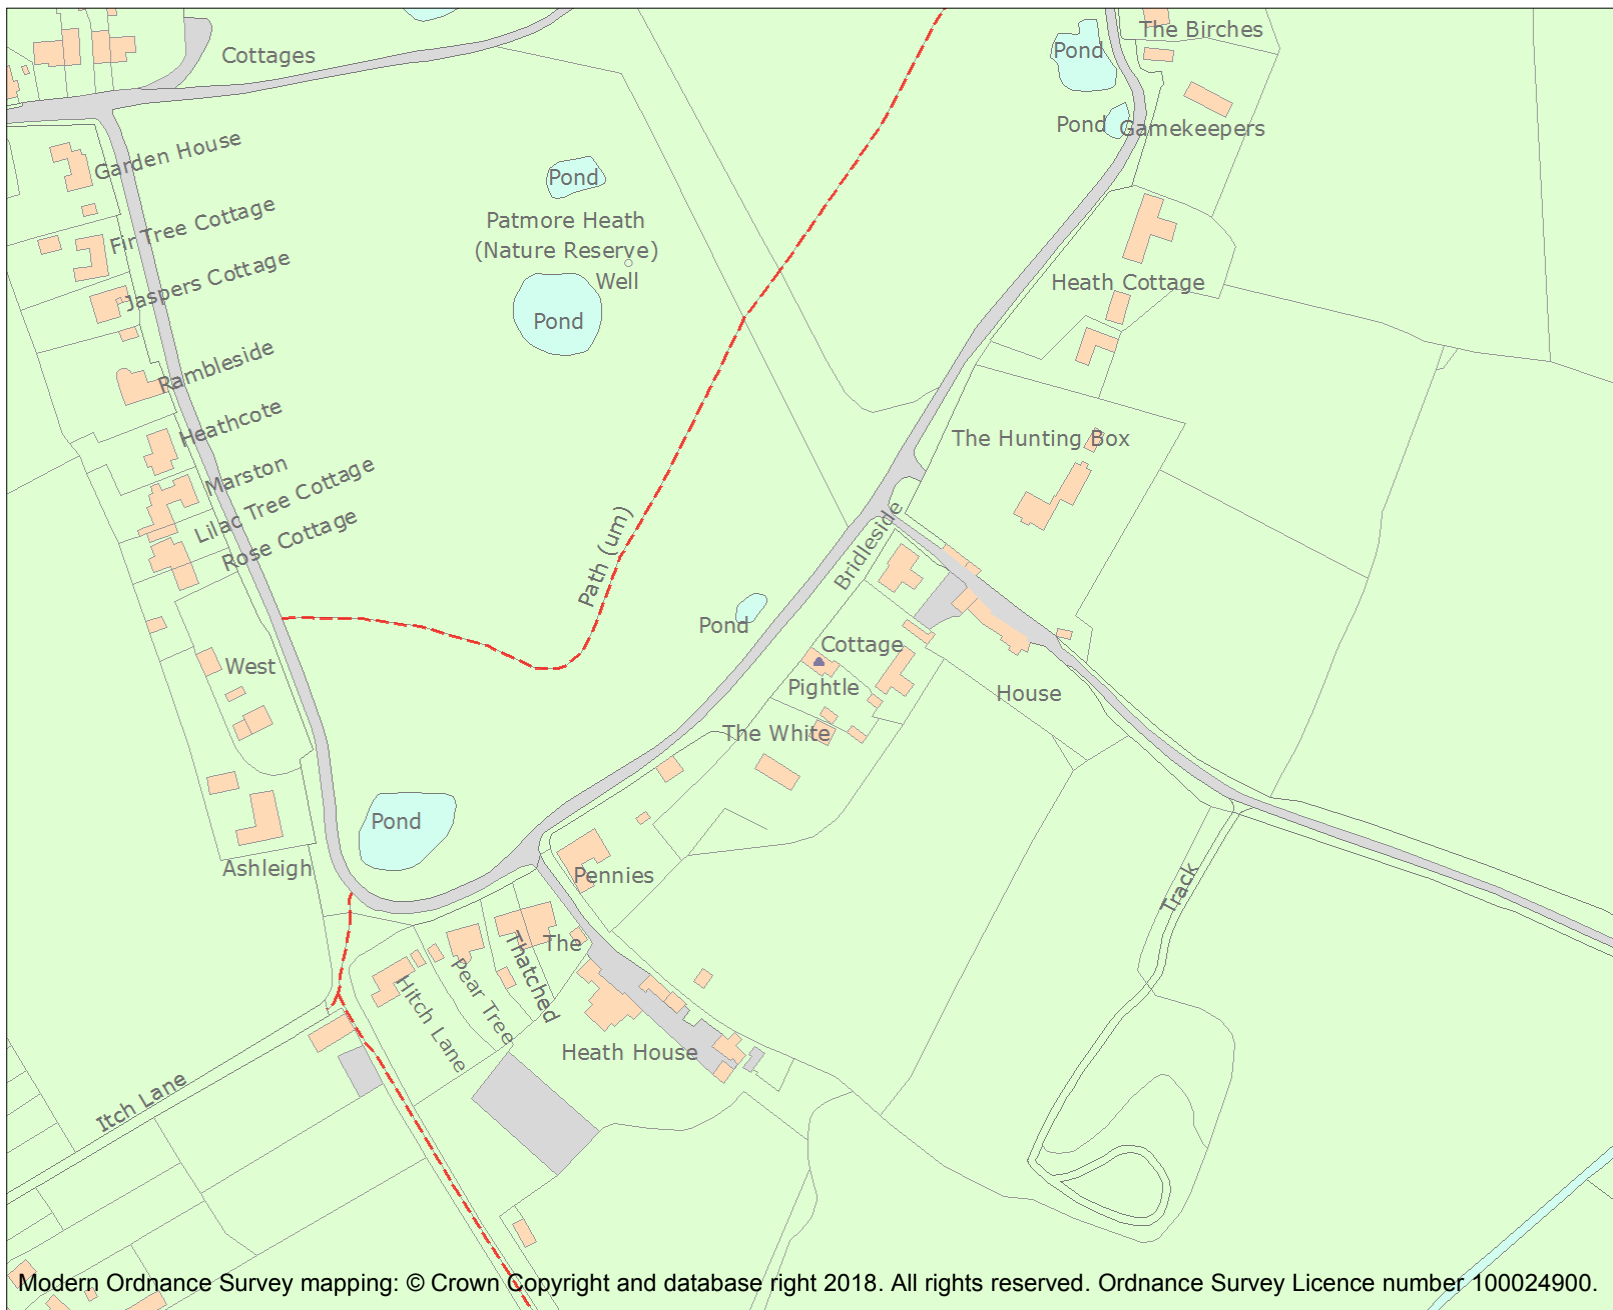 The Birches
Cottages
Pond
Pond
Gamekeepers
Garden House
Pond
Fir Tree Cottage
Patmore Heath
(Nature Reserve)
Well
Jaspers Cottage
Heath Cottage
Pond
Rambleside
Heathcote
The Hunting Box
Marston
Lilac Tree Cottage
Rose Cottage
Path (um)
Bridleside
Pond
Cottage
West
Pightle
House
The White
Pond
Ashleigh
Pennies
Track
The
Thatched
Pear Tree
Hitch Lane
Heath House
Itch Lane
Modern Ordnance Survey mapping: © Crown Copyright and database right 2018. All rights reserved. Ordnance Survey Licence number 100024900.